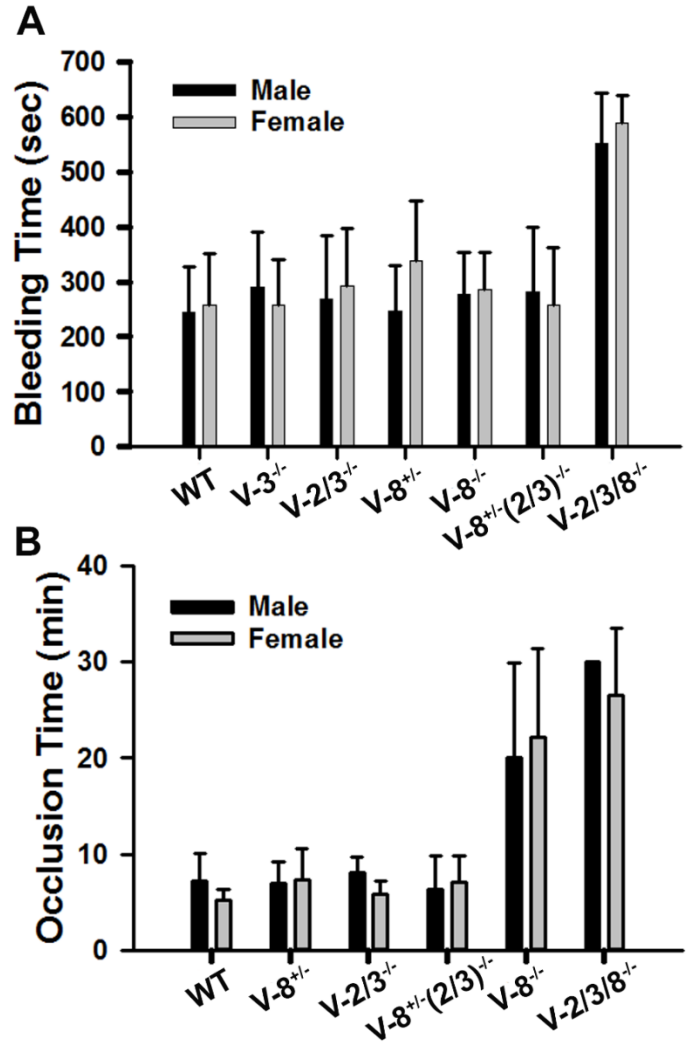 A
Bleeding Time (sec)
700
600
500
400
300
200
100
0
Male
Female
WT
V-3-/-
V-2/3-/-
V-8+/-
V-8-/-
V-8+/-(2/3)-/-
V-2/3/8-/-
B
Occlusion Time (min)
40
30
20
10
0
Male
Female
WT
V-8+/-
V-2/3-/-
V-8+/-(2/3)-/-
V-8-/-
V-2/3/8-/-